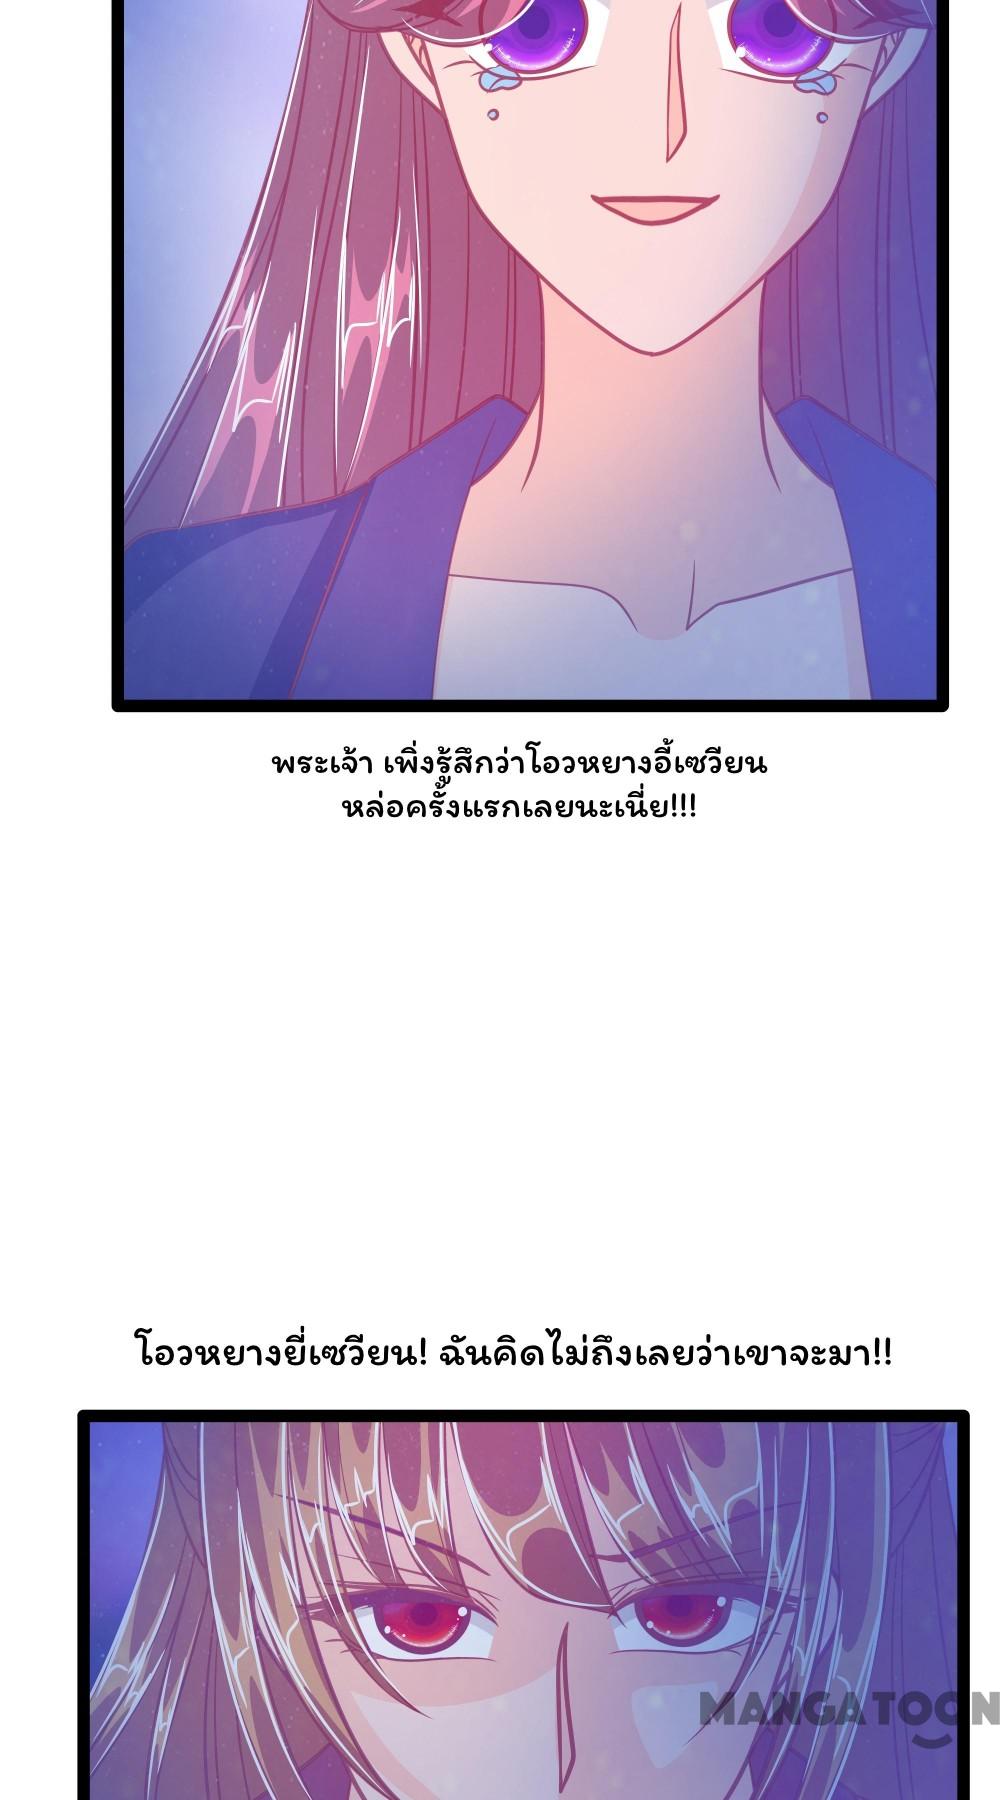 พระเจ้า เพิ่งรู้สึกว่าโอวหยางอี้เซวียน
หล่อครั้งแรกเลยนะเนี่ย!!!
โอวหยางยี่เซวียน! ฉันคิดไม่ถึงเลยว่าเขาจะมา!!
MANGATOON